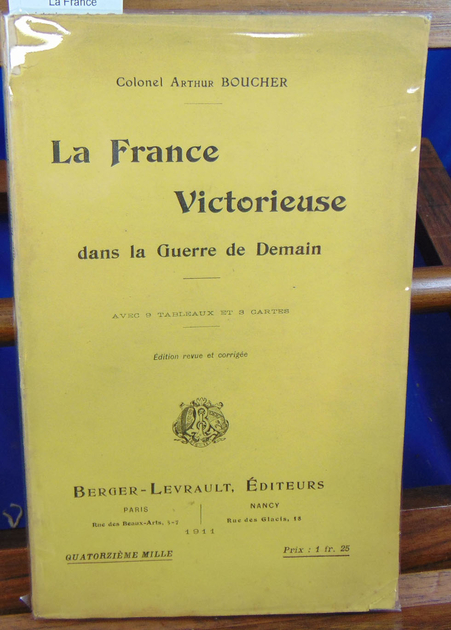 La France
Colonel Arthur BOUCHER
La France
Victorieuse
dans la Guerre de Demain
AVEC 9 TABLEAUX ET 3 CARTES
Édition revue et corrigée
BERGER-LEVRAULT, ÉDITEURS
PARIS
Rue des Beaux-Arts, 5-7
NANCY
Rue des Glacis, 18
1911
QUATORZIÈME MILLE
Prix : 1 fr. 25